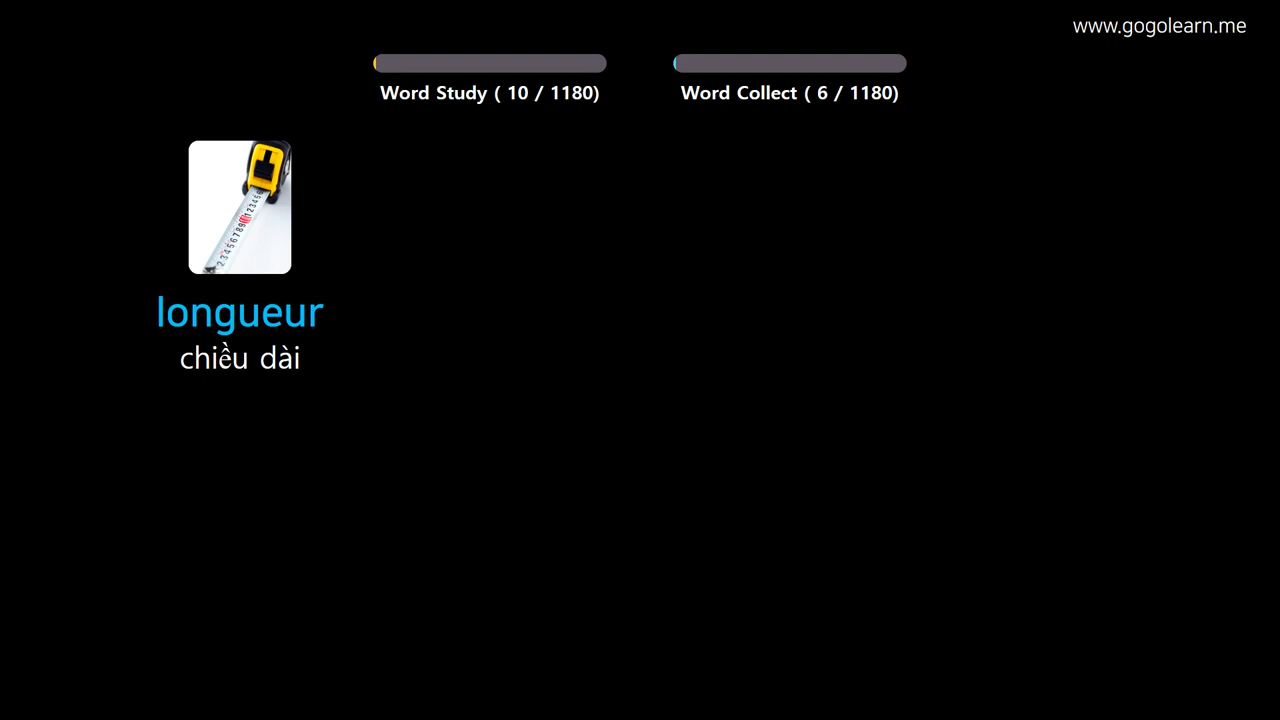 www.gogolearn.me
Word Study ( 10 / 1180)
Word Collect ( 6 / 1180)
longueur
chiều dài